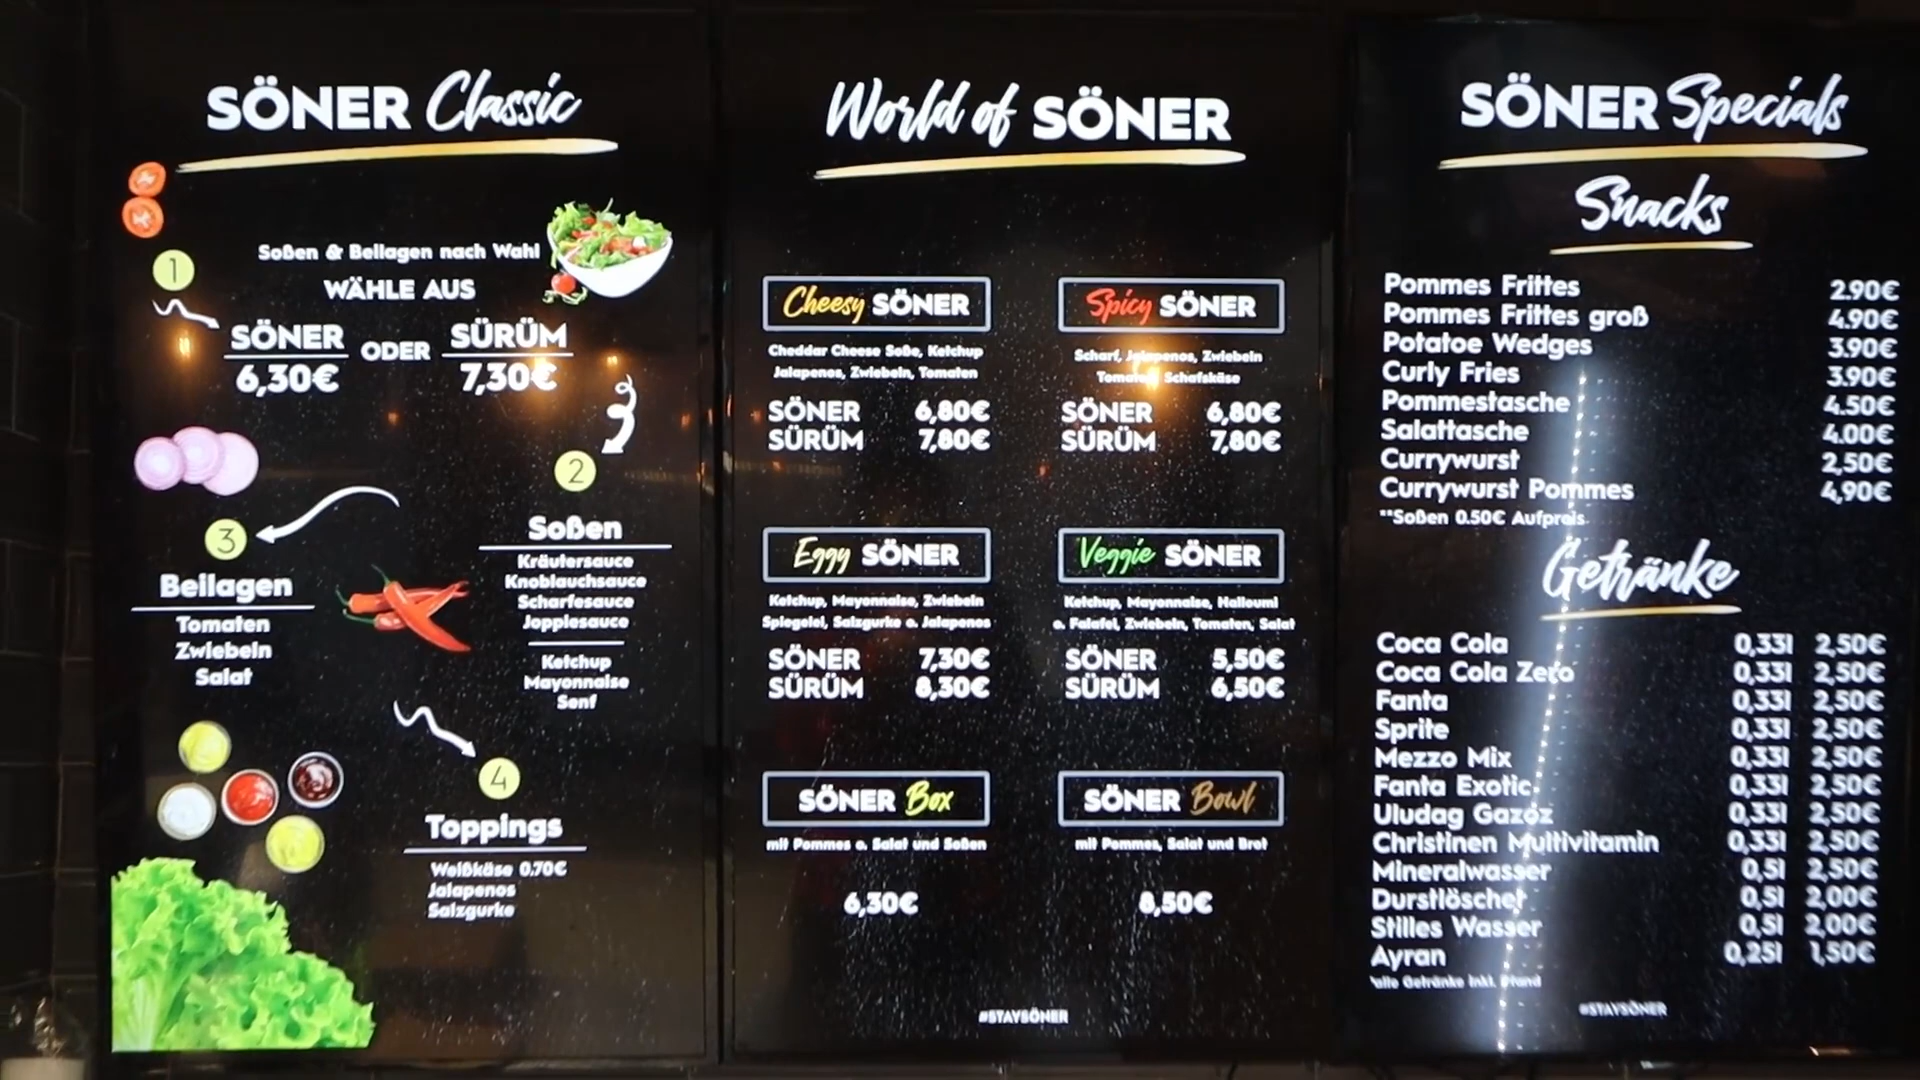 SÖNER Classic
1
Soßen & Beilagen nach Wahl
WÄHLE AUS
SÖNER ODER SÜRÜM
6,30€ 7,30€
2
Soßen
Kräutersauce
Knoblauchsauce
Scharfesauce
Jopplesauce
Ketchup
Mayonnaise
Senf
3
Beilagen
Tomaten
Zwiebeln
Salat
4
Toppings
Weißkäse 0,70€
Jalapenos
Salzgurke
World of SÖNER
Cheesy SÖNER
Cheddar Cheese Soße, Ketchup
Jalapenos, Zwiebeln, Tomaten
SÖNER 6,80€
SÜRÜM 7,80€
Spicy SÖNER
Scharf, Jalapenos, Zwiebeln
Tomaten, Schafskäse
SÖNER 6,80€
SÜRÜM 7,80€
Eggy SÖNER
Ketchup, Mayonnaise, Zwiebeln
Spiegelei, Salzgurke o. Jalapenos
SÖNER 7,30€
SÜRÜM 8,30€
Veggie SÖNER
Ketchup, Mayonnaise, Halloumi
o. Falafel, Zwiebeln, Tomaten, Salat
SÖNER 5,50€
SÜRÜM 6,50€
SÖNER Box
mit Pommes o. Salat und Soßen
6,30€
SÖNER Bowl
mit Pommes, Salat und Brot
8,50€
#STAYSÖNER
SÖNER Specials
Snacks
Pommes Frittes 2.90€
Pommes Frittes groß 4.90€
Potatoe Wedges 3.90€
Curly Fries 3.90€
Pommestasche 4.50€
Salattasche 4.00€
Currywurst 2,50€
Currywurst Pommes 4,90€
**Soßen 0.50€ Aufpreis
Getränke
Coca Cola 0,33l 2,50€
Coca Cola Zero 0,33l 2,50€
Fanta 0,33l 2,50€
Sprite 0,33l 2,50€
Mezzo Mix 0,33l 2,50€
Fanta Exotic 0,33l 2,50€
Uludag Gazoz 0,33l 2,50€
Christinen Multivitamin 0,33l 2,50€
Mineralwasser 0,5l 2,50€
Durstlöscher 0,5l 2,00€
Stilles Wasser 0,5l 2,00€
Ayran 0,25l 1,50€
*alle Getränke inkl. Pfand
#STAYSÖNER